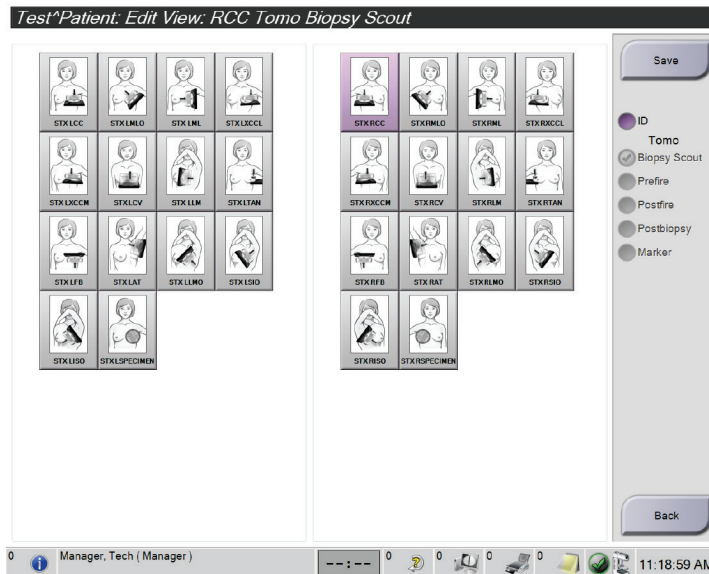 Test^Patient: Edit View: RCC Tomo Biopsy Scout
STX LCC STX LMLO STX LML STX LXCCL
STX LXCCM STX LCV STX LLM STX LTAN
STX LFB STX LAT STX LLMO STX LSIO
STX LISO STX LSPECIMEN
STX RCC STX RMLO STX RML STX RXCCL
STX RXCCM STX RCV STX RLM STX RTAN
STX RFB STX RAT STX RLMO STX RSIO
STX RISO STX RSPECIMEN
Save
ID
Tomo
Biopsy Scout
Prefire
Postfire
Postbiopsy
Marker
Back
0 Manager, Tech ( Manager ) --:-- 0 0 0 0 11:18:59 AM